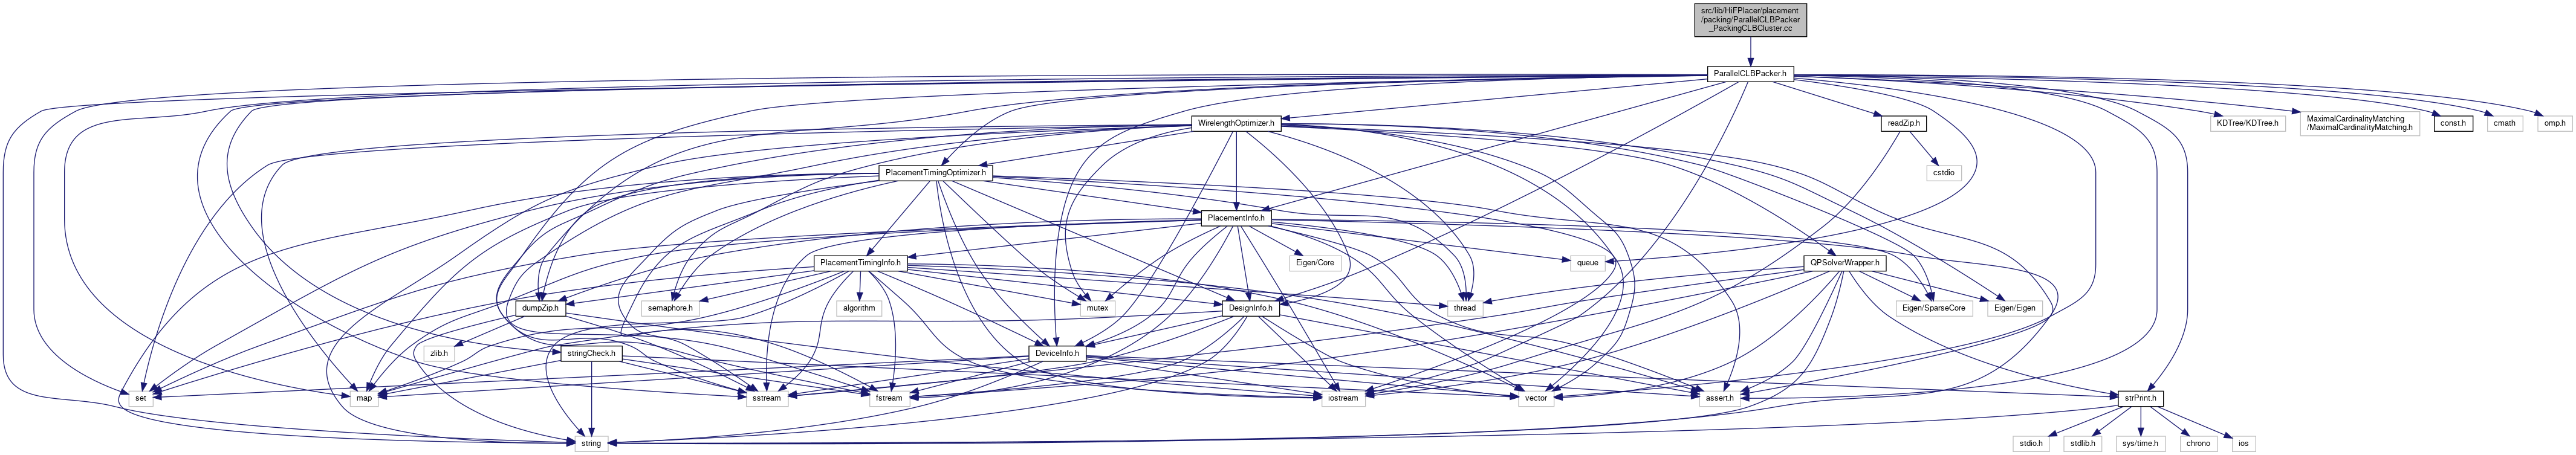 src/lib/HiFPlacer/placement
/packing/ParallelCLBPacker
_PackingCLBCluster.cc
ParallelCLBPacker.h
WirelengthOptimizer.h
readZip.h
KDTree/KDTree.h
MaximalCardinalityMatching
/MaximalCardinalityMatching.h
const.h
cmath
omp.h
PlacementTimingOptimizer.h
cstdio
PlacementInfo.h
PlacementTimingInfo.h
Eigen/Core
queue
QPSolverWrapper.h
dumpZip.h
semaphore.h
algorithm
mutex
DesignInfo.h
thread
Eigen/SparseCore
Eigen/Eigen
zlib.h
stringCheck.h
DeviceInfo.h
set
map
sstream
fstream
iostream
vector
assert.h
strPrint.h
string
stdio.h
stdlib.h
sys/time.h
chrono
ios